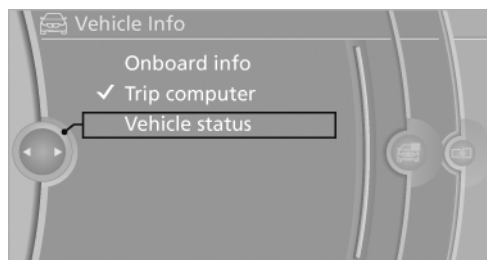 Vehicle Info
Onboard info
Trip computer
Vehicle status